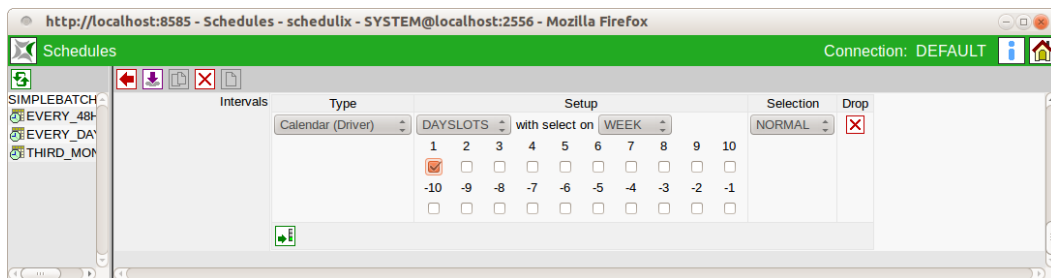 http://localhost:8585 - Schedules - schedulix - SYSTEM@localhost:2556 - Mozilla Firefox
Schedules Connection: DEFAULT
SIMPLEBATCH
EVERY_48H
EVERY_DAY
THIRD_MON
Intervals Type Setup Selection Drop
Calendar (Driver) DAYSLOTS with select on WEEK NORMAL
1 2 3 4 5 6 7 8 9 10
-10 -9 -8 -7 -6 -5 -4 -3 -2 -1